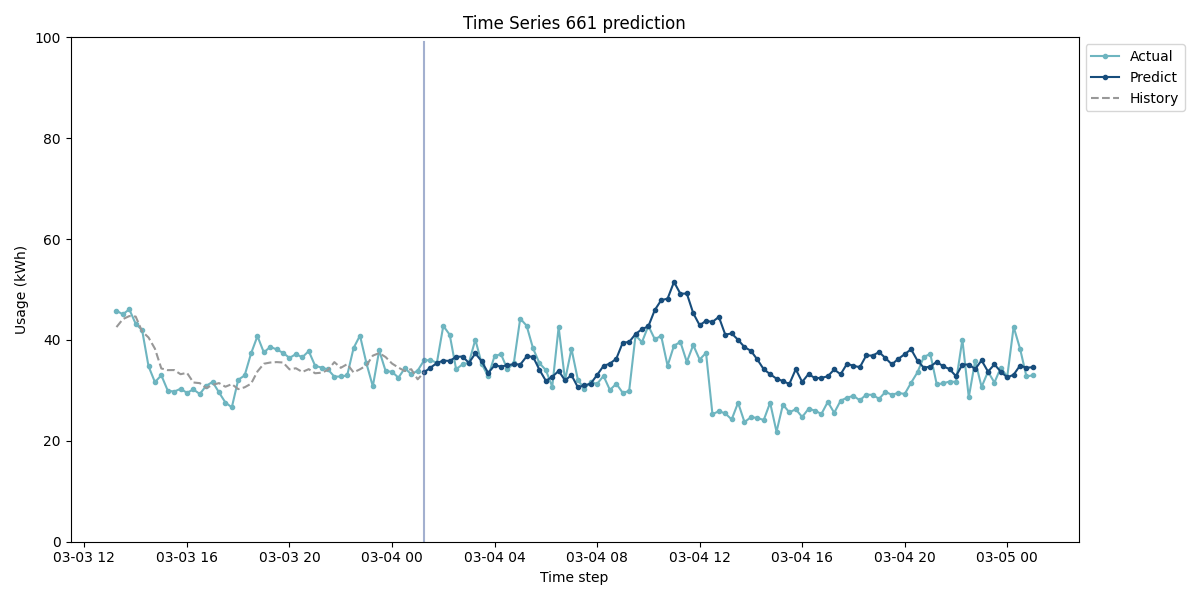 Time Series 661 prediction
100
80
60
40
20
0
Usage (kWh)
03-03 12
03-03 16
03-03 20
03-04 00
03-04 04
03-04 08
03-04 12
03-04 16
03-04 20
03-05 00
Time step
Actual
Predict
History